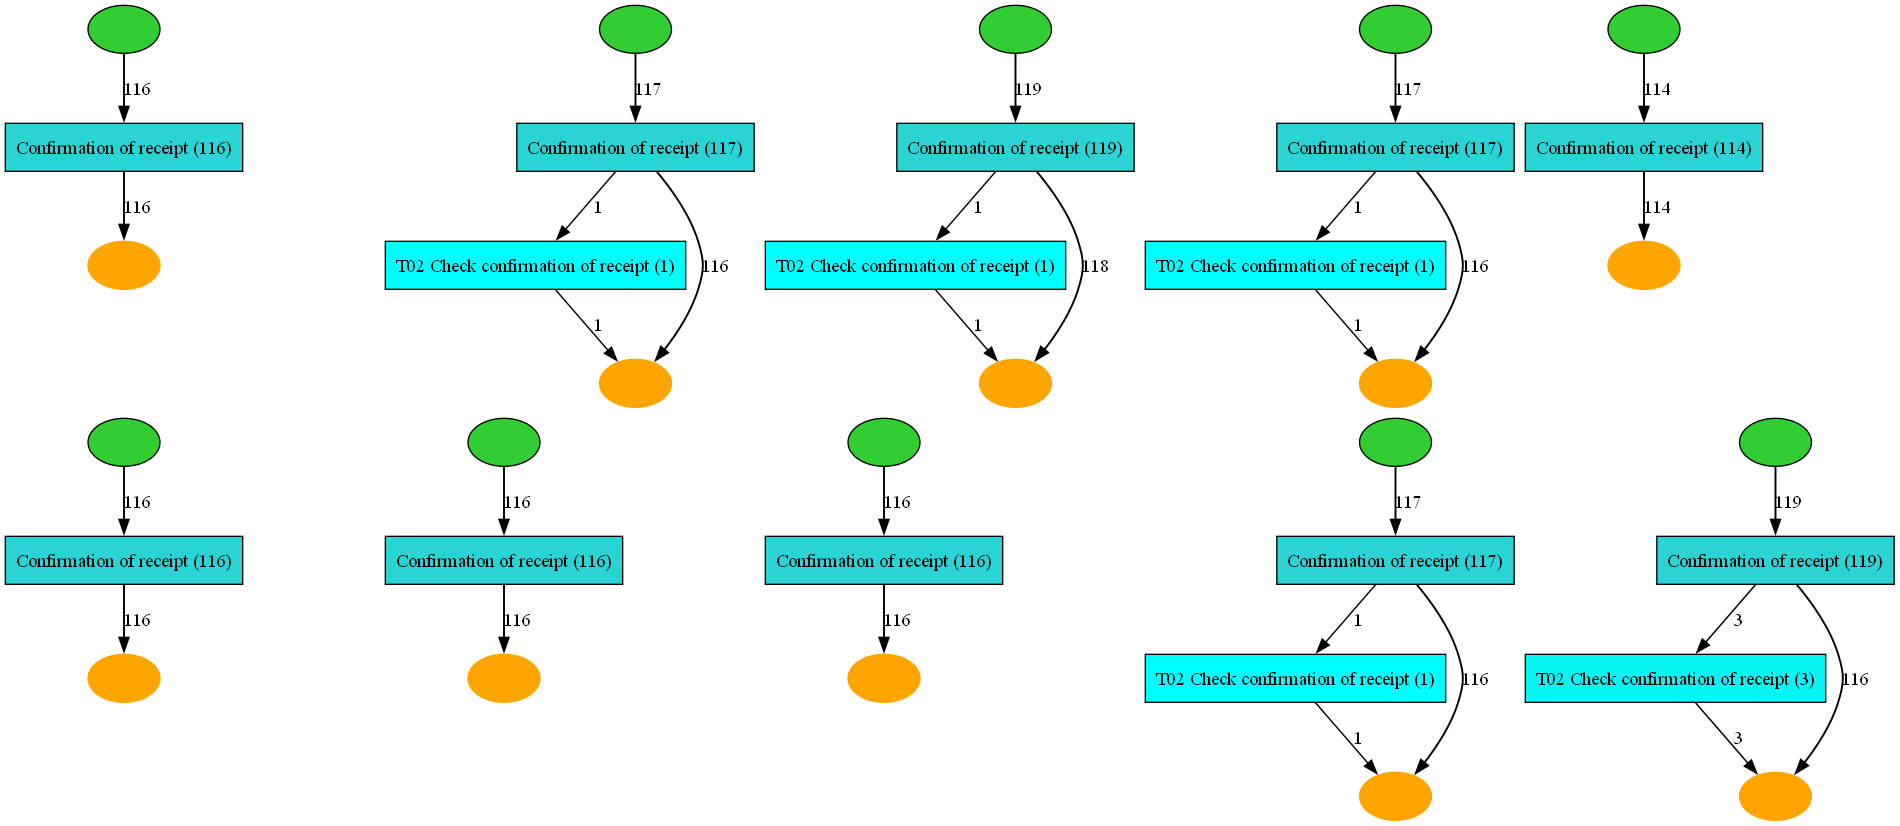 116
117
119
117
114
Confirmation of receipt (116)
Confirmation of receipt (117)
Confirmation of receipt (119)
Confirmation of receipt (117)
Confirmation of receipt (114)
116
1
1
1
114
T02 Check confirmation of receipt (1)
116
T02 Check confirmation of receipt (1)
118
T02 Check confirmation of receipt (1)
116
1
1
1
116
116
116
117
119
Confirmation of receipt (116)
Confirmation of receipt (116)
Confirmation of receipt (116)
Confirmation of receipt (117)
Confirmation of receipt (119)
116
116
116
1
3
T02 Check confirmation of receipt (1)
116
T02 Check confirmation of receipt (3)
116
1
3